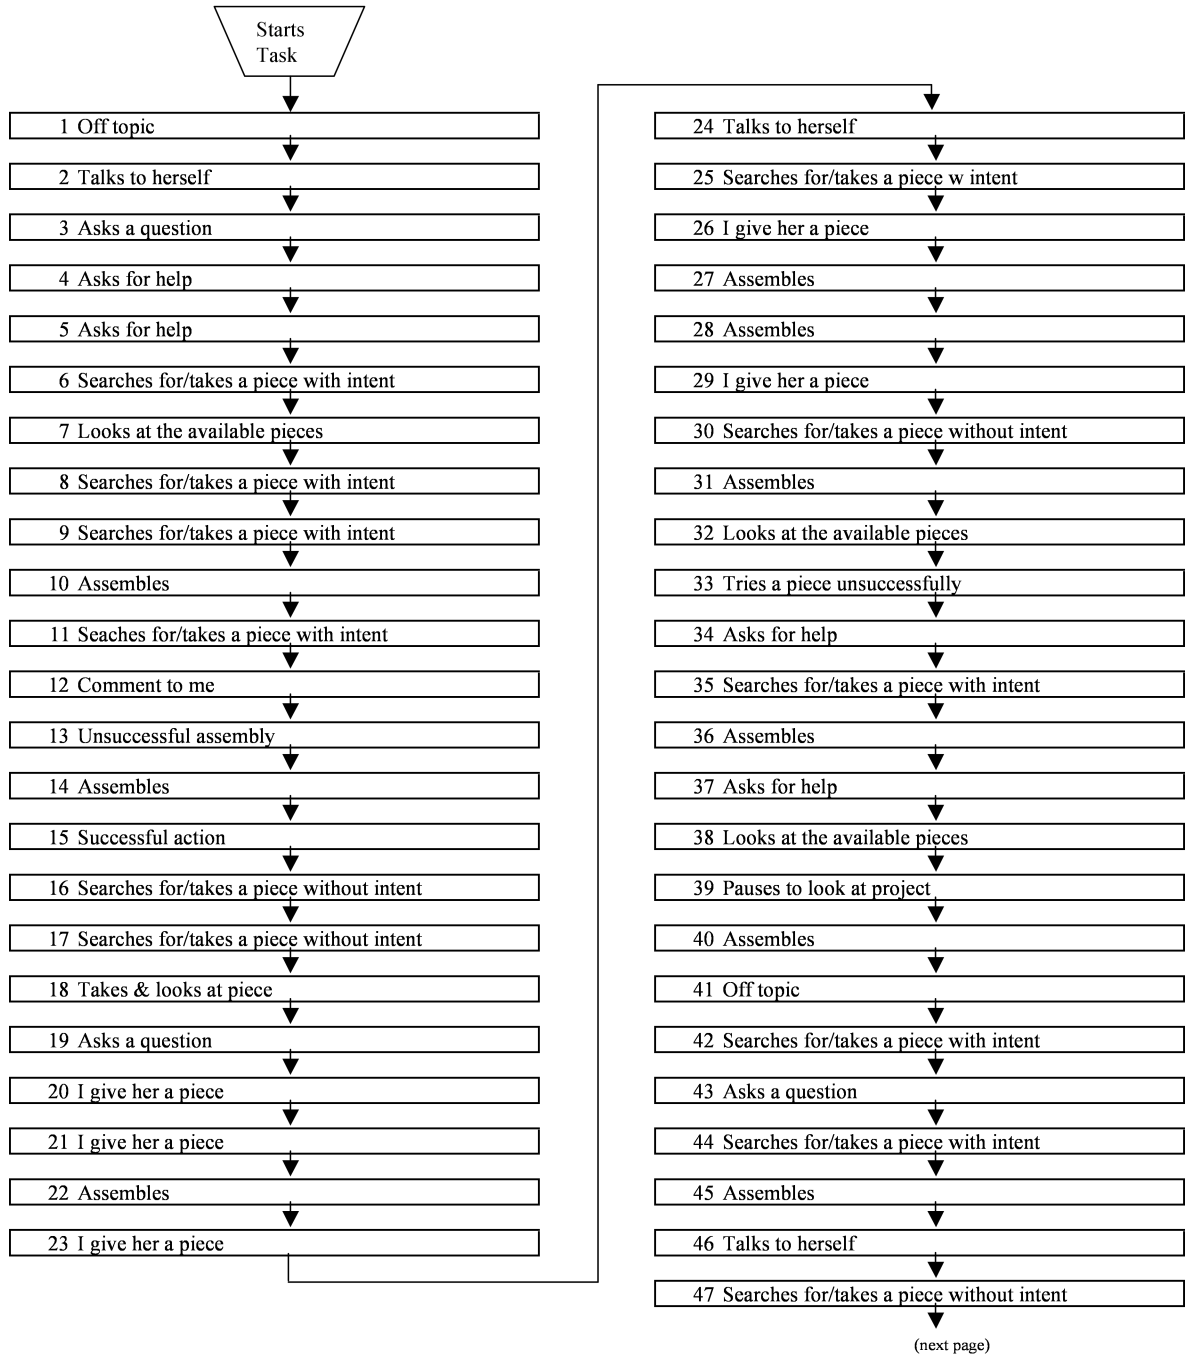 Starts
Task
1 Off topic
2 Talks to herself
3 Asks a question
4 Asks for help
5 Asks for help
6 Searches for/takes a piece with intent
7 Looks at the available pieces
8 Searches for/takes a piece with intent
9 Searches for/takes a piece with intent
10 Assembles
11 Seaches for/takes a piece with intent
12 Comment to me
13 Unsuccessful assembly
14 Assembles
15 Successful action
16 Searches for/takes a piece without intent
17 Searches for/takes a piece without intent
18 Takes & looks at piece
19 Asks a question
20 I give her a piece
21 I give her a piece
22 Assembles
23 I give her a piece
24 Talks to herself
25 Searches for/takes a piece w intent
26 I give her a piece
27 Assembles
28 Assembles
29 I give her a piece
30 Searches for/takes a piece without intent
31 Assembles
32 Looks at the available pieces
33 Tries a piece unsuccessfully
34 Asks for help
35 Searches for/takes a piece with intent
36 Assembles
37 Asks for help
38 Looks at the available pieces
39 Pauses to look at project
40 Assembles
41 Off topic
42 Searches for/takes a piece with intent
43 Asks a question
44 Searches for/takes a piece with intent
45 Assembles
46 Talks to herself
47 Searches for/takes a piece without intent
(next page)